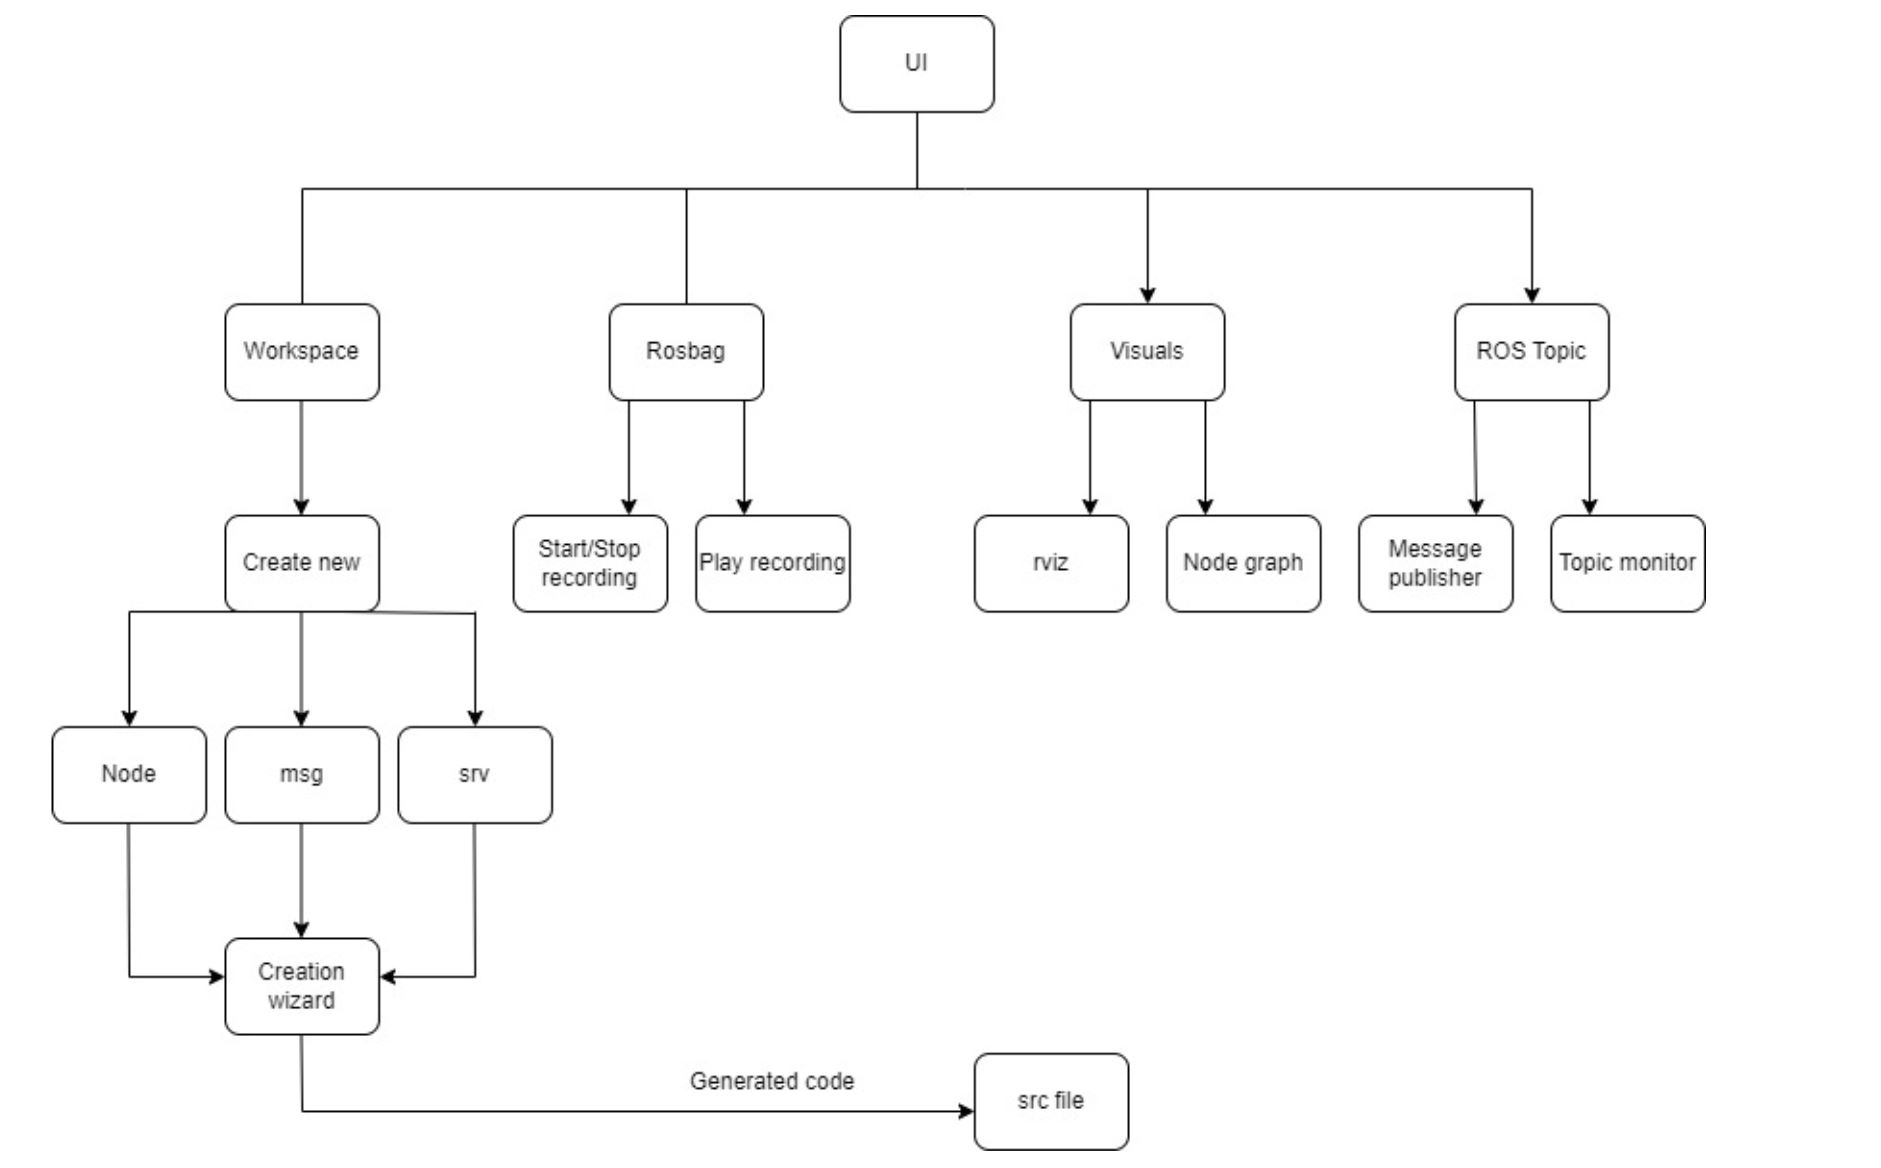 UI
Workspace
Rosbag
Visuals
ROS Topic
Create new
Start/Stop
recording
Play recording
rviz
Node graph
Message
publisher
Topic monitor
Node
msg
srv
Creation
wizard
Generated code
src file